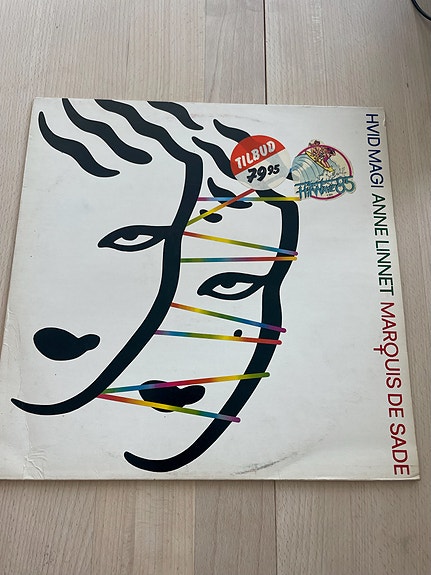 TILBUD
79 95
HVID MAGI ANNE LINNET MARQUIS DE SADE